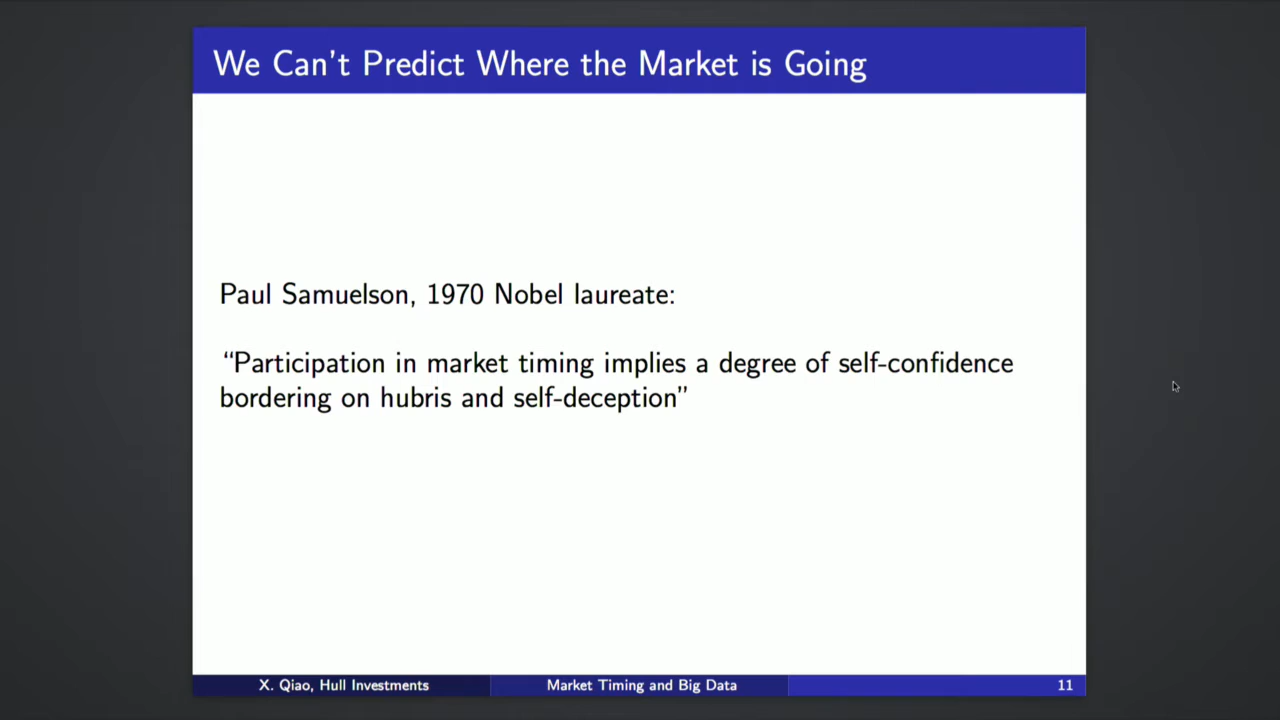 We Can't Predict Where the Market is Going
Paul Samuelson, 1970 Nobel laureate:
“Participation in market timing implies a degree of self-confidence
bordering on hubris and self-deception”
X. Qiao, Hull Investments
Market Timing and Big Data
11